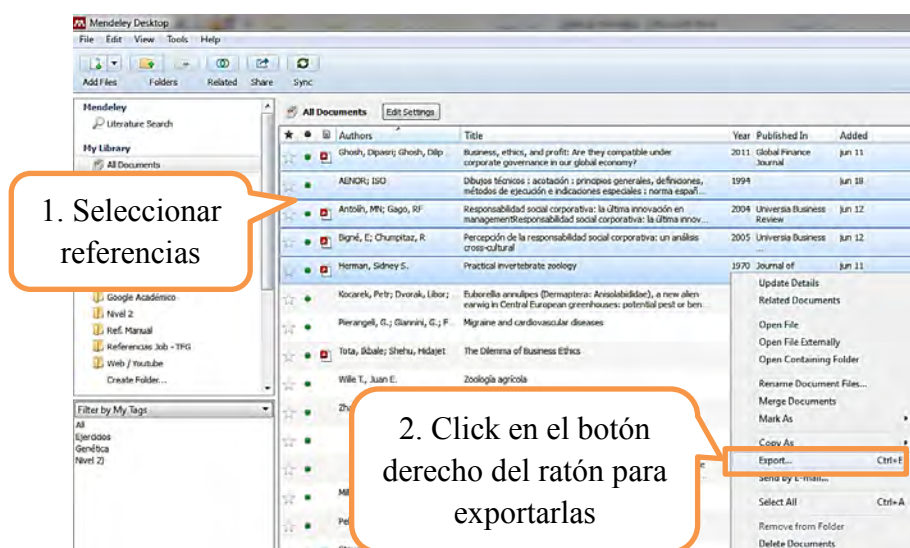 Mendeley Desktop
File Edit View Tools Help
Add Files Folders Related Share Sync
Mendeley
Literature Search
My Library
All Documents
Google Académico
Nivel 2
Ref. Manual
Referencias Job - TFG
Web / Youtube
Create Folder...
Filter by My Tags
All
Ejercicios
Genética
Nivel 2)
All Documents Edit Settings
Authors Title Year Published In Added
Ghosh, Dipasri; Ghosh, Dilip Business, ethics, and profit: Are they compatible under 2011 Global Finance jun 11
corporate governance in our global economy? Journal
AENOR; ISO Dibujos técnicos : acotación : principios generales, definiciones, 1994 jun 18
métodos de ejecución e indicaciones especiales : norma españ...
Antolín, MN; Gago, RF Responsabilidad social corporativa: la última innovación en 2004 Universia Business jun 12
managementResponsabilidad social corporativa: la última innov... Review
Bigné, E; Chumpitaz, R Percepción de la responsabilidad social corporativa: un análisis 2005 Universia Business jun 12
cross-cultural ...
Herman, Sidney S. Practical invertebrate zoology 1970 Journal of jun 11
Kocarek, Petr; Dvorak, Libor; Euborellia annulipes (Dermaptera: Anisolabididae), a new alien
earwig in Central European greenhouses: potential pest or ben
Pierangeli, G.; Giannini, G.; F Migraine and cardiovascular diseases
Tota, Ikbale; Shehu, Hidajet The Dilemma of Business Ethics
Wille T., Juan E. Zoología agrícola
1. Seleccionar
referencias
2. Click en el botón
derecho del ratón para
exportarlas
Update Details
Related Documents
Open File
Open File Externally
Open Containing Folder
Rename Document Files...
Merge Documents
Mark As
Copy As
Export... Ctrl+E
Send by E-mail...
Select All Ctrl+A
Remove from Folder
Delete Documents